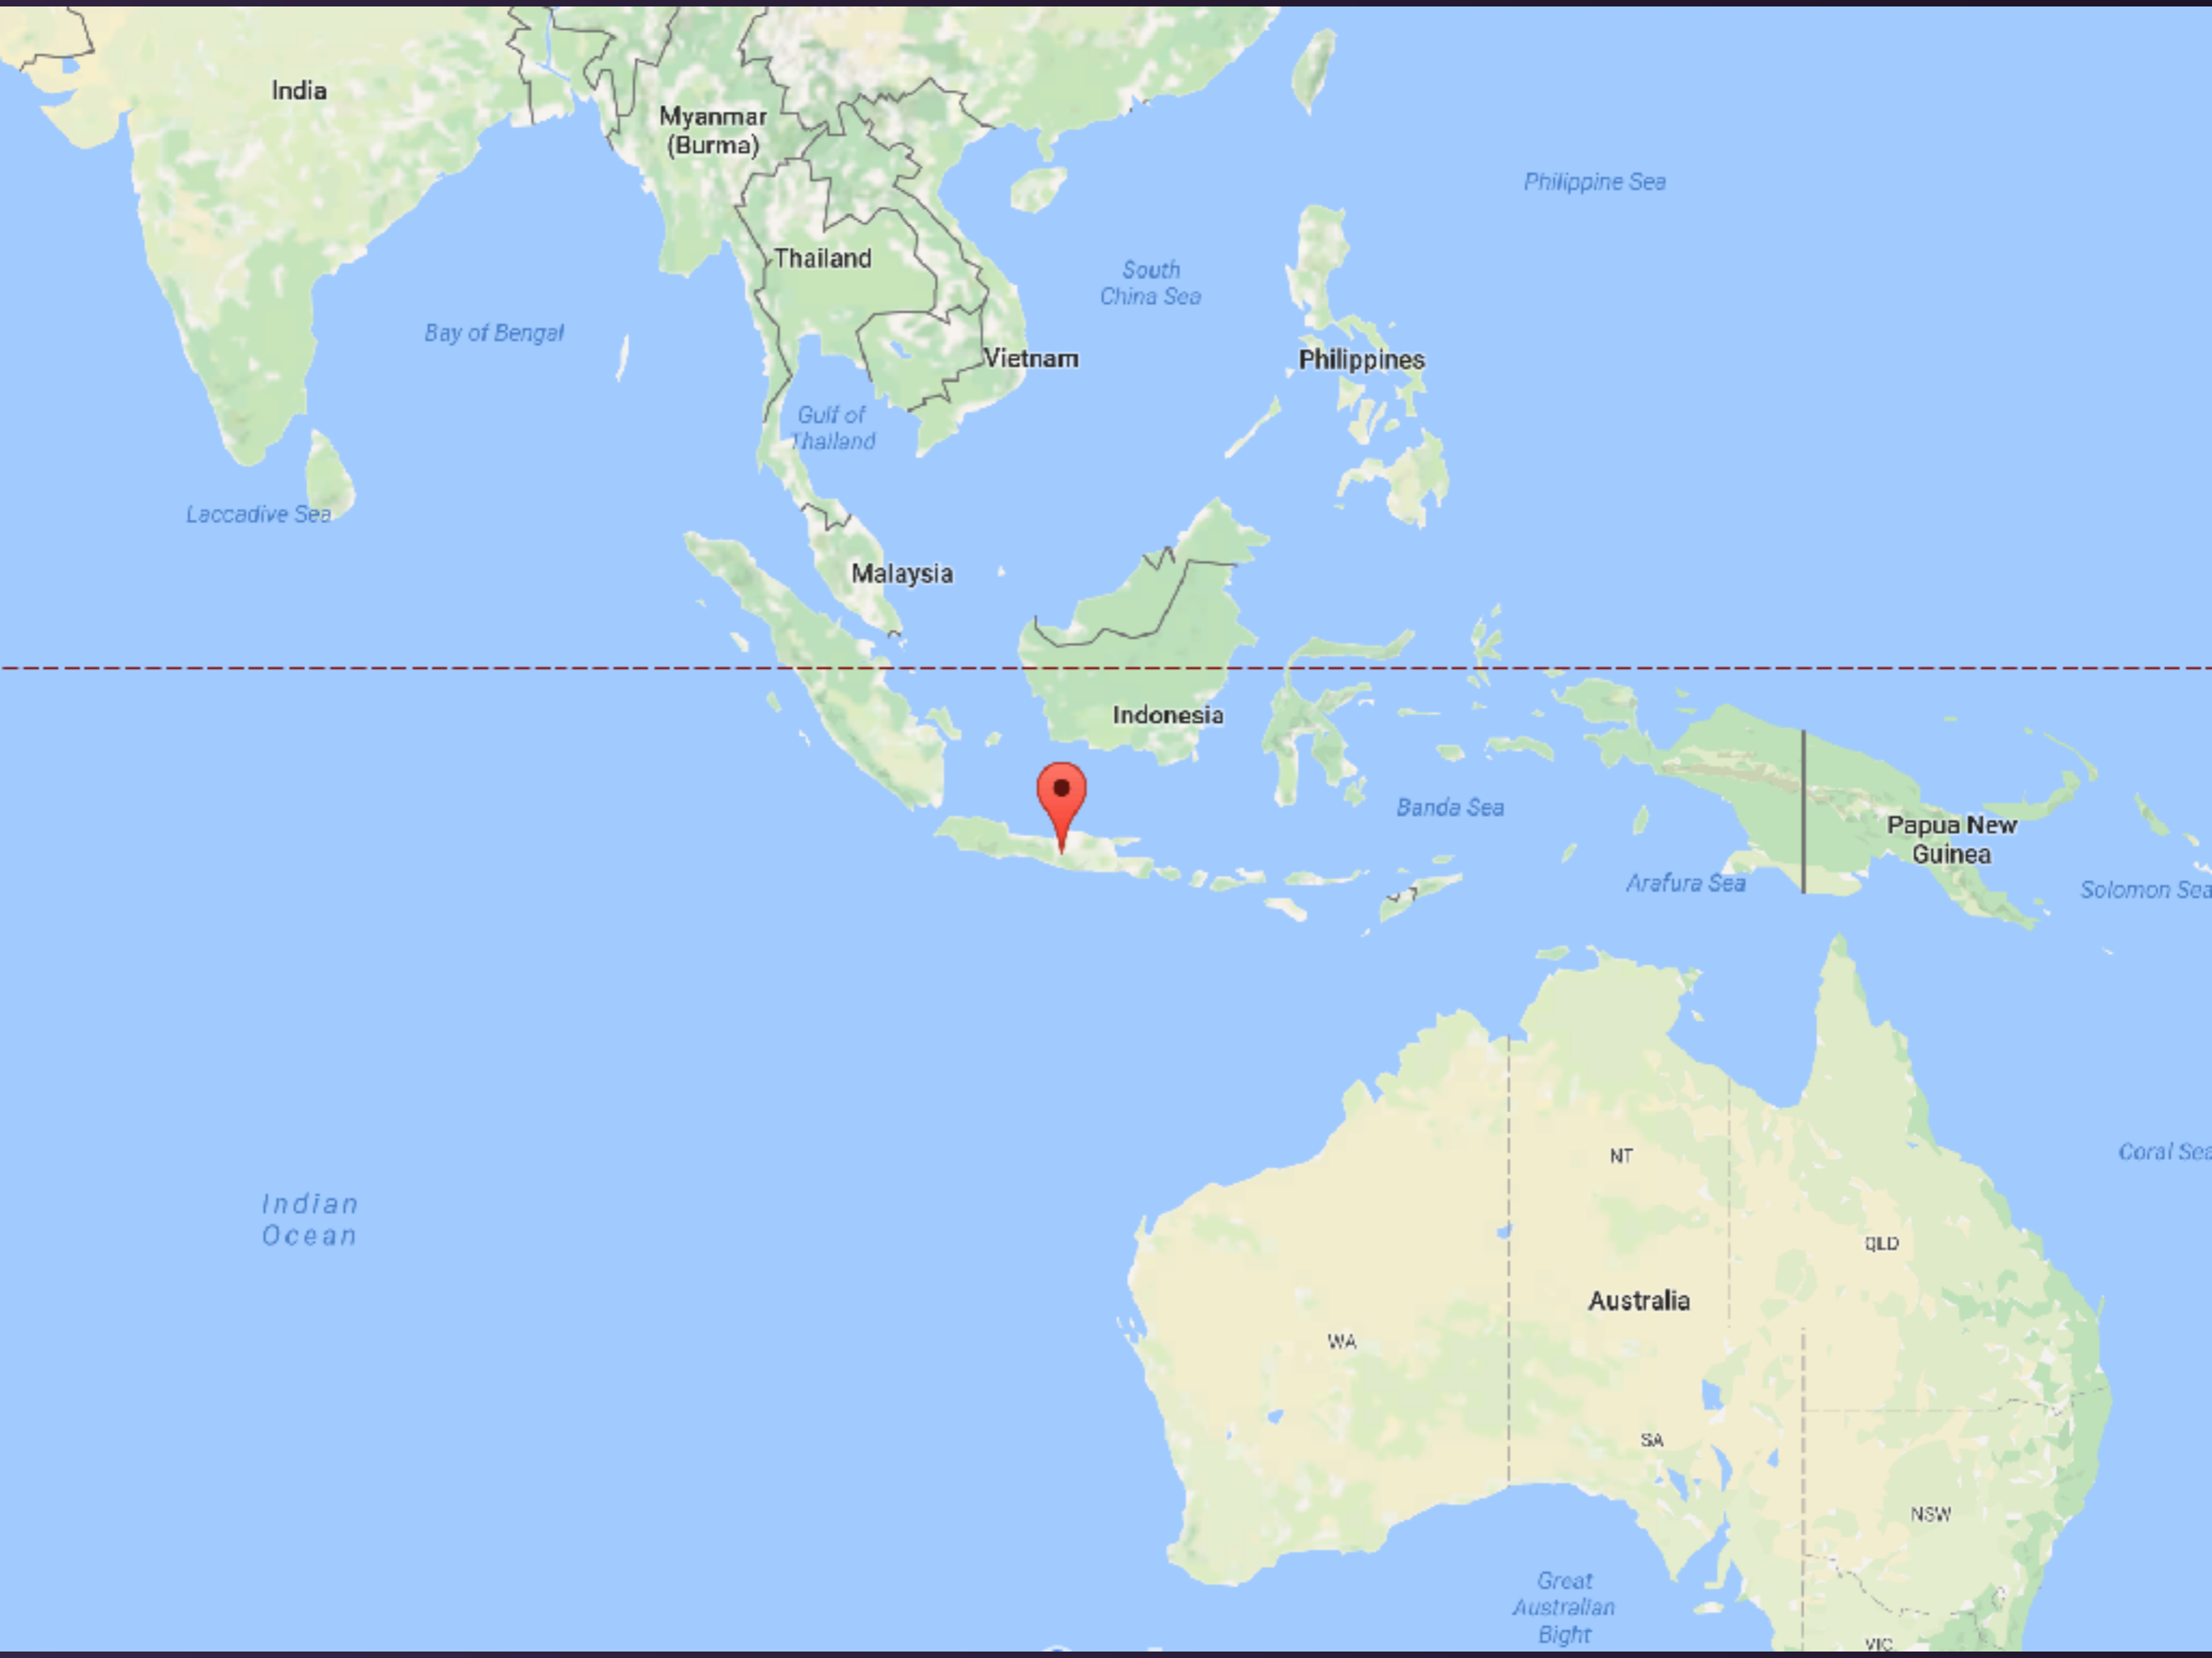 India
Myanmar
(Burma)
Philippine Sea
Thailand
South
China Sea
Bay of Bengal
Vietnam
Philippines
Gulf of
Thailand
Laccadive Sea
Malaysia
Indonesia
Banda Sea
Papua New
Guinea
Arafura Sea
Solomon Sea
NT
Coral Sea
Indian
Ocean
QLD
Australia
WA
SA
NSW
Great
Australian
Bight
VIC